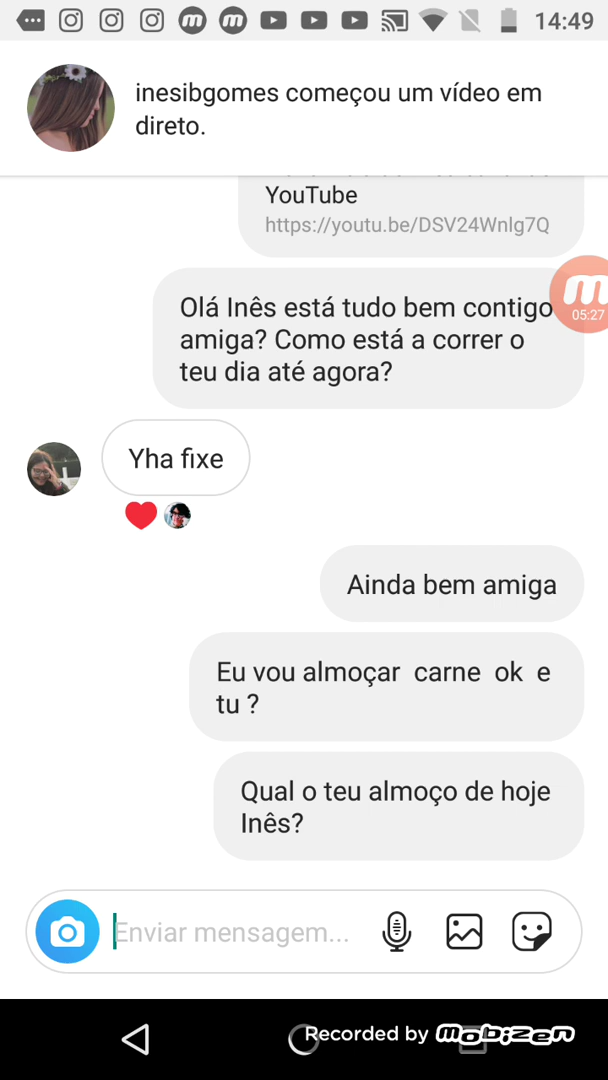 14:49
inesibgomes começou um vídeo em
direto.
YouTube
https://youtu.be/DSV24Wnlg7Q
Olá Inês está tudo bem contigo
amiga? Como está a correr o
teu dia até agora?
05:27
Yha fixe
Ainda bem amiga
Eu vou almoçar carne ok e
tu ?
Qual o teu almoço de hoje
Inês?
Enviar mensagem...
Recorded by Mobizen